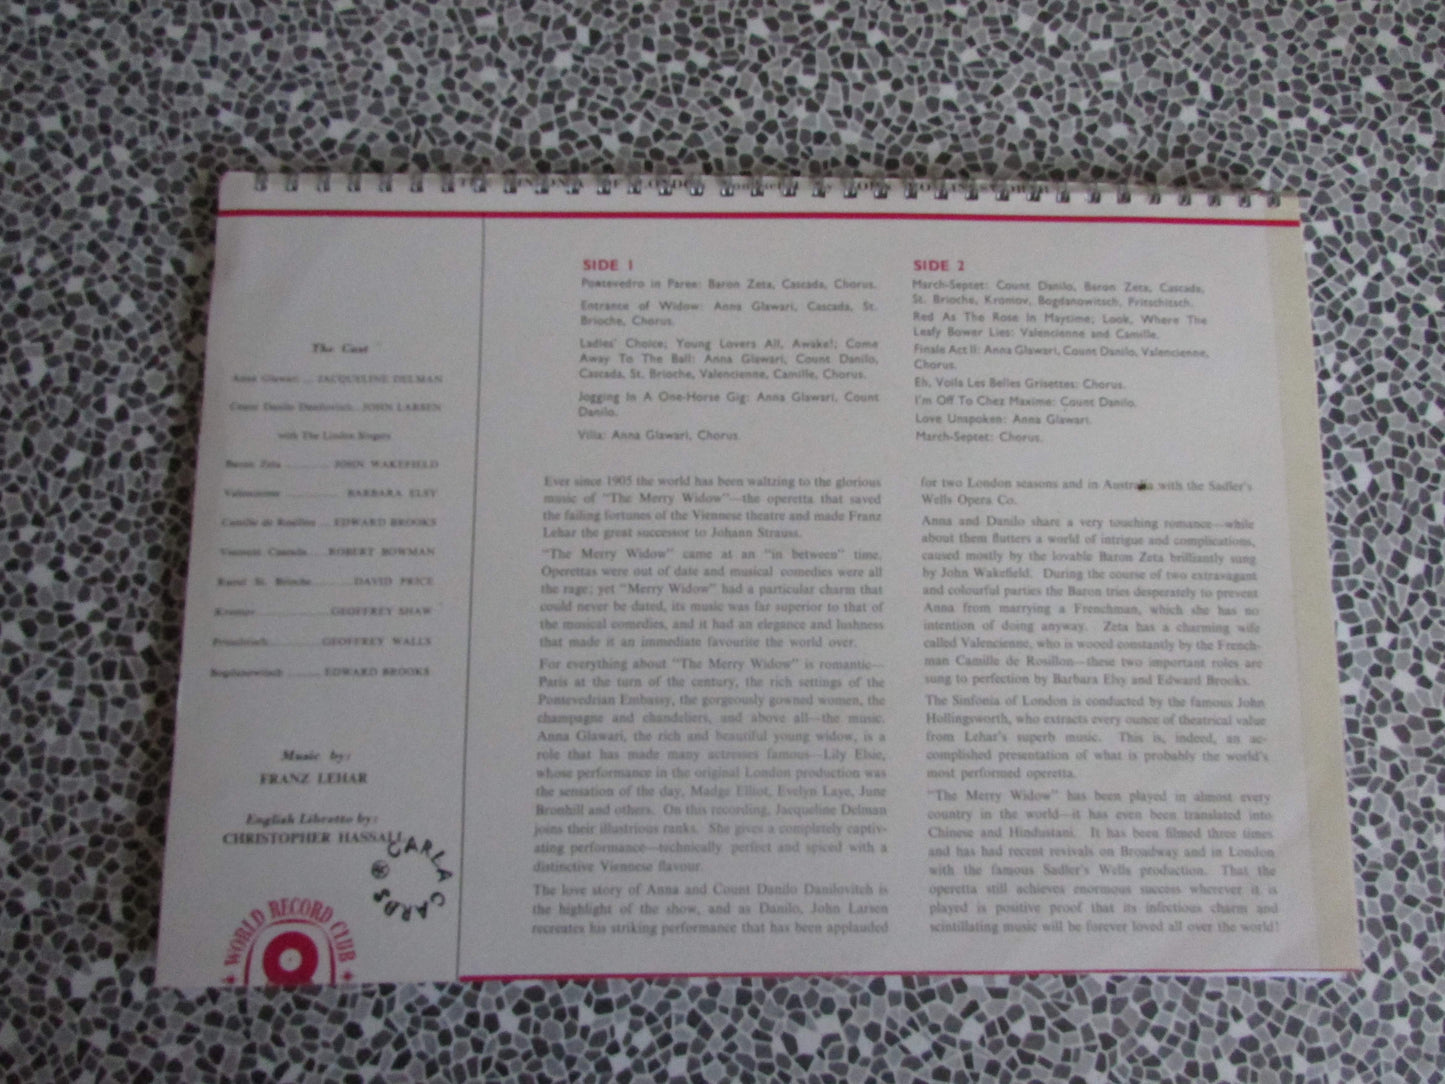 SINFONIA OF LONDON Conducted by JOHN HOLLINGSWORTH
The Cast
Anna Glawari ... JACQUELINE DELMAN
Count Danilo Danilovitch.. JOHN LARSEN
with The Linden Singers
Baron Zeta ............ JOHN WAKEFIELD
Valencienne .............. BARBARA ELSY
Camille de Rosillon ... EDWARD BROOKS
Viscount Cascada ....ROBERT BOWMAN
Raoul St. Brioche ...........DAVID PRICE
Kromov ......................GEOFFREY SHAW
Pritschitsch ...............GEOFFREY WALLS
Bogdanowitsch ......... EDWARD BROOKS
Music by:
FRANZ LEHAR
English Libretto by:
CHRISTOPHER HASSALL
CARLA CARDS
WORLD RECORD CLUB
SIDE 1
Pontevedro in Paree: Baron Zeta, Cascada, Chorus.
Entrance of Widow: Anna Glawari, Cascada, St.
Brioche, Chorus.
Ladies' Choice; Young Lovers All, Awake!; Come
Away To The Ball: Anna Glawari, Count Danilo,
Cascada, St. Brioche, Valencienne, Camille, Chorus.
Jogging In A One-Horse Gig: Anna Glawari, Count
Danilo.
Vilia: Anna Glawari, Chorus.
Ever since 1905 the world has been waltzing to the glorious
music of "The Merry Widow"—the operetta that saved
the failing fortunes of the Viennese theatre and made Franz
Lehar the great successor to Johann Strauss.
"The Merry Widow" came at an "in between" time.
Operettas were out of date and musical comedies were all
the rage; yet "Merry Widow" had a particular charm that
could never be dated, its music was far superior to that of
the musical comedies, and it had an elegance and lushness
that made it an immediate favourite the world over.
For everything about "The Merry Widow" is romantic—
Paris at the turn of the century, the rich settings of the
Pontevedrian Embassy, the gorgeously gowned women, the
champagne and chandeliers, and above all—the music.
Anna Glawari, the rich and beautiful young widow, is a
role that has made many actresses famous—Lily Elsie,
whose performance in the original London production was
the sensation of the day, Madge Elliot, Evelyn Laye, June
Bronhill and others. On this recording, Jacqueline Delman
joins their illustrious ranks. She gives a completely captiv-
ating performance—technically perfect and spiced with a
distinctive Viennese flavour.
The love story of Anna and Count Danilo Danilovitch is
the highlight of the show, and as Danilo, John Larsen
recreates his striking performance that has been applauded
SIDE 2
March-Septet: Count Danilo, Baron Zeta, Cascada,
St. Brioche, Kromov, Bogdanowitsch, Pritschitsch.
Red As The Rose In Maytime; Look, Where The
Leafy Bower Lies: Valencienne and Camille.
Finale Act II: Anna Glawari, Count Danilo, Valencienne,
Chorus.
Eh, Voila Les Belles Grisettes: Chorus.
I'm Off To Chez Maxime: Count Danilo.
Love Unspoken: Anna Glawari.
March-Septet: Chorus.
for two London seasons and in Australia with the Sadler's
Wells Opera Co.
Anna and Danilo share a very touching romance—while
about them flutters a world of intrigue and complications,
caused mostly by the lovable Baron Zeta brilliantly sung
by John Wakefield. During the course of two extravagant
and colourful parties the Baron tries desperately to prevent
Anna from marrying a Frenchman, which she has no
intention of doing anyway. Zeta has a charming wife
called Valencienne, who is wooed constantly by the French-
man Camille de Rosillon—these two important roles are
sung to perfection by Barbara Elsy and Edward Brooks.
The Sinfonia of London is conducted by the famous John
Hollingsworth, who extracts every ounce of theatrical value
from Lehar's superb music. This is, indeed, an ac-
complished presentation of what is probably the world's
most performed operetta.
"The Merry Widow" has been played in almost every
country in the world—it has even been translated into
Chinese and Hindustani. It has been filmed three times
and has had recent revivals on Broadway and in London
with the famous Sadler's Wells production. That the
operetta still achieves enormous success wherever it is
played is positive proof that its infectious charm and
scintillating music will be forever loved all over the world!